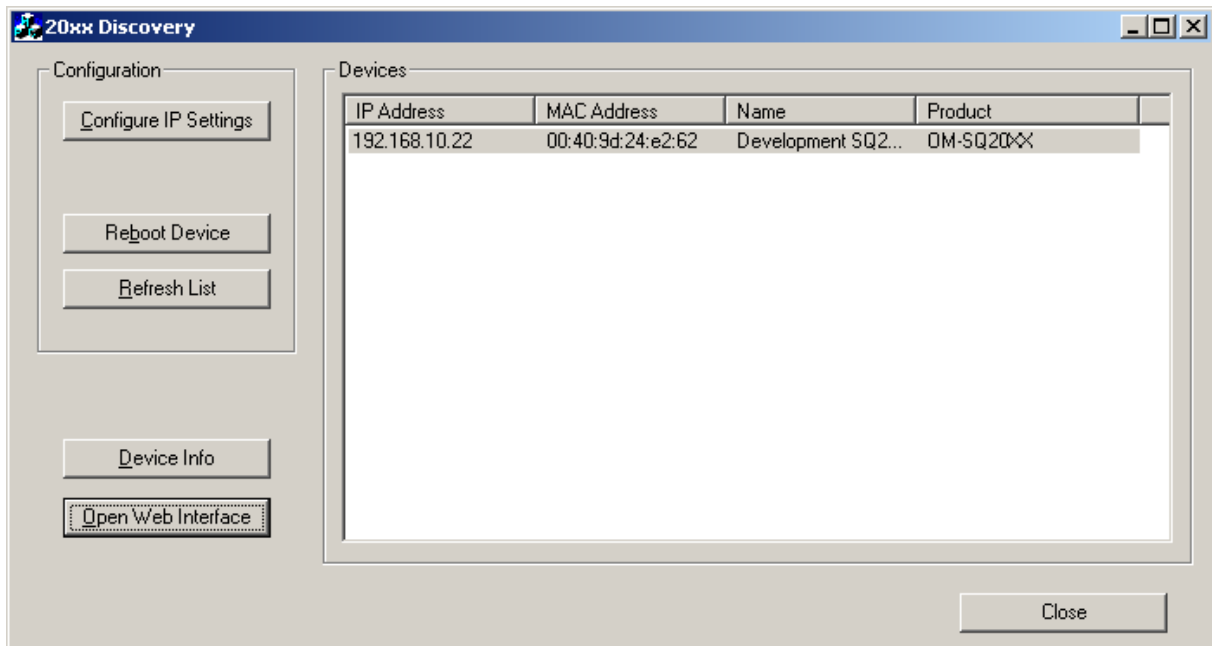 20xx Discovery
Configuration
Configure IP Settings
Reboot Device
Refresh List
Device Info
Open Web Interface
Devices
IP Address MAC Address Name Product
192.168.10.22 00:40:9d:24:e2:62 Development SQ2... OM-SQ20XX
Close